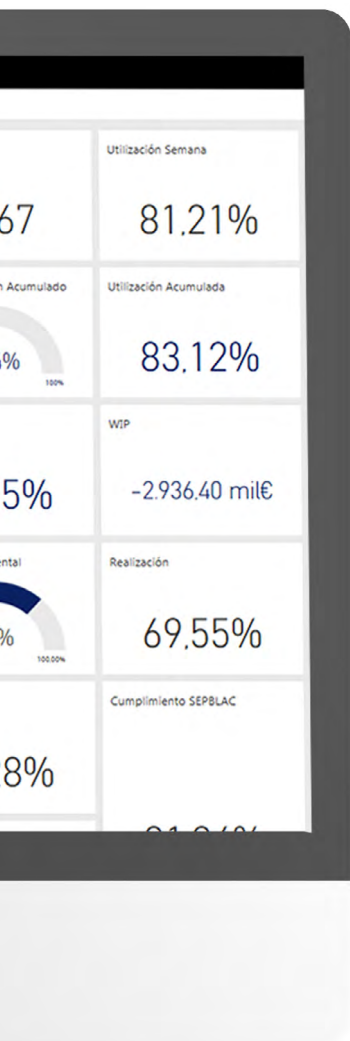 67
Utilización Semana
81,21%
Acumulado
%
100%
Utilización Acumulada
83,12%
5%
WIP
-2.936,40 mil€
ental
%
100,00%
Realización
69,55%
8%
Cumplimiento SEPBLAC